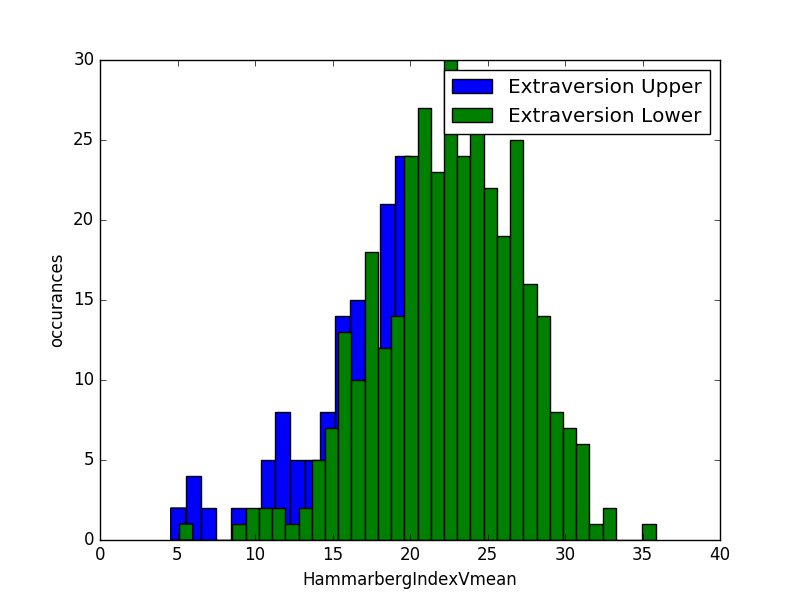 30
25
20
15
10
5
0
occurances
Extraversion Upper
Extraversion Lower
0 5 10 15 20 25 30 35 40
HammarbergIndexVmean